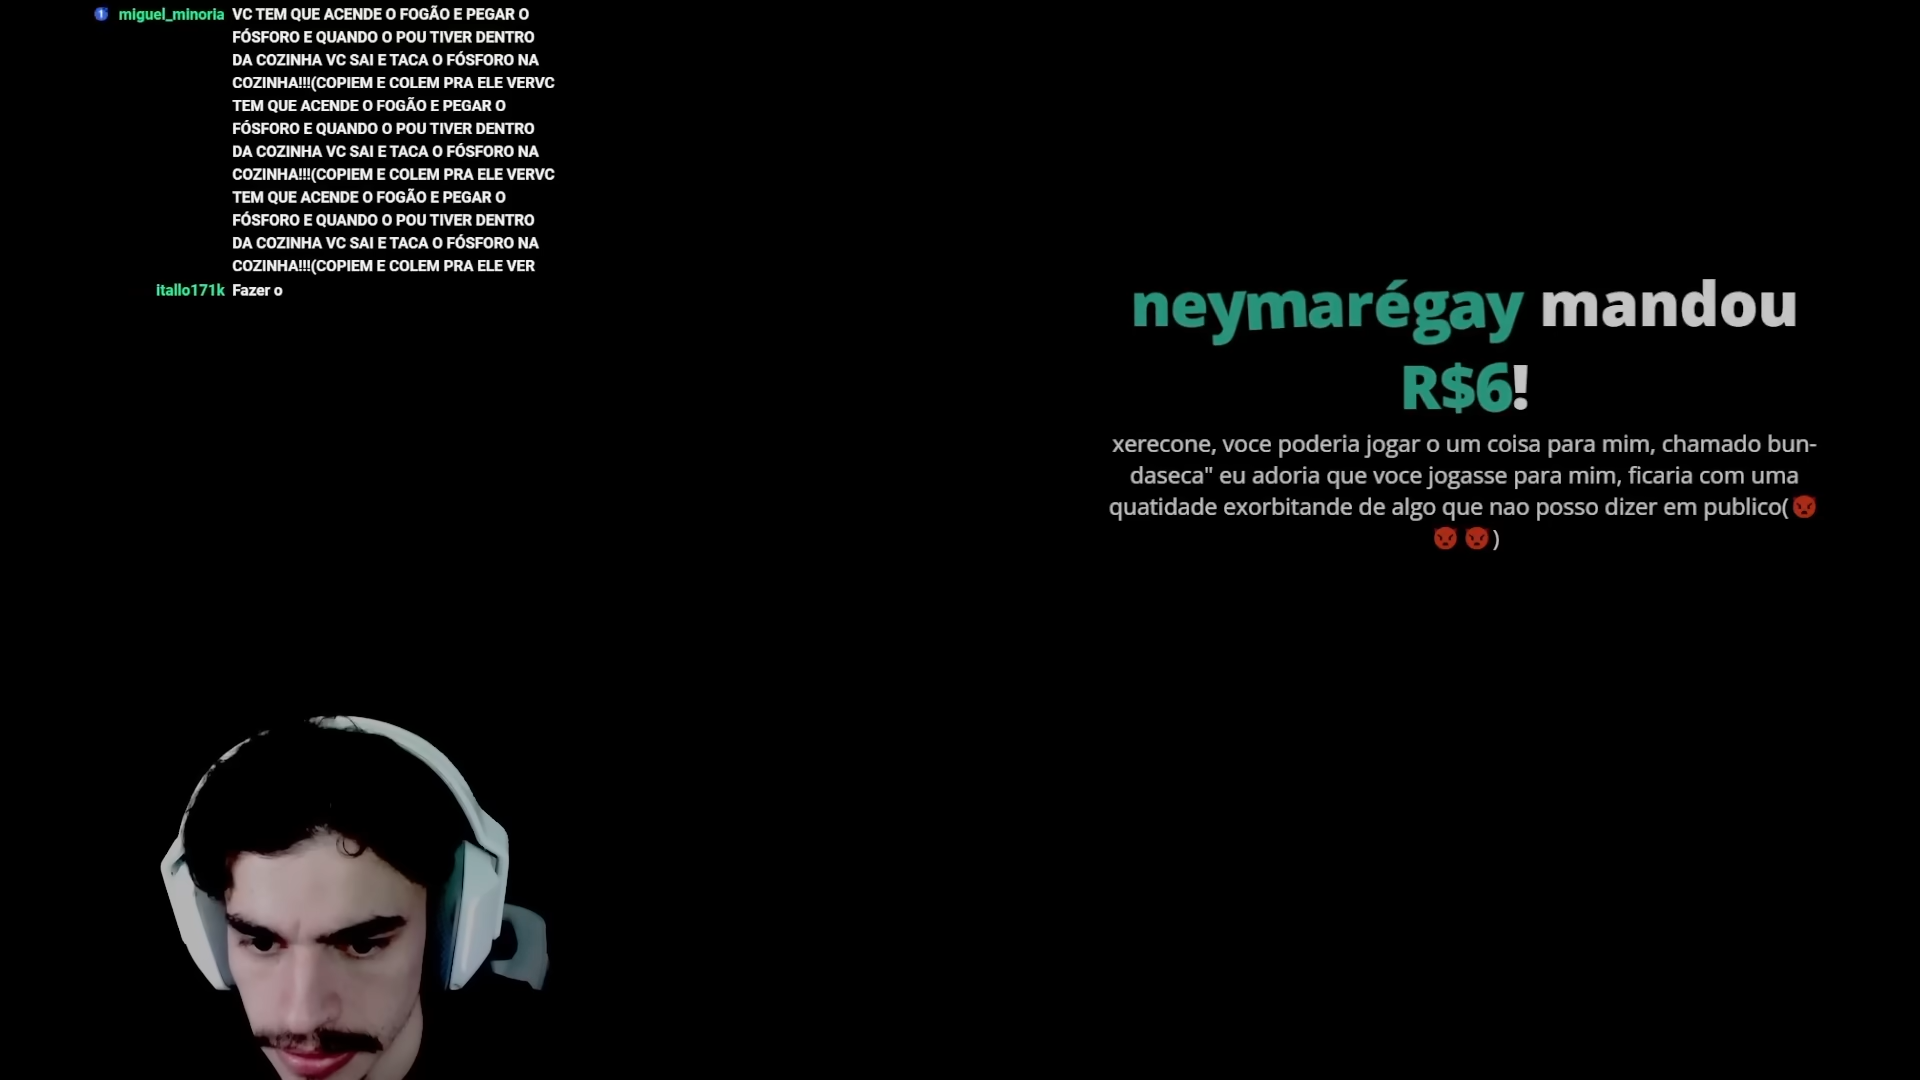 miguel_minoria VC TEM QUE ACENDE O FOGÃO E PEGAR O
FÓSFORO E QUANDO O POU TIVER DENTRO
DA COZINHA VC SAI E TACA O FÓSFORO NA
COZINHA!!!(COPIEM E COLEM PRA ELE VERVC
TEM QUE ACENDE O FOGÃO E PEGAR O
FÓSFORO E QUANDO O POU TIVER DENTRO
DA COZINHA VC SAI E TACA O FÓSFORO NA
COZINHA!!!(COPIEM E COLEM PRA ELE VERVC
TEM QUE ACENDE O FOGÃO E PEGAR O
FÓSFORO E QUANDO O POU TIVER DENTRO
DA COZINHA VC SAI E TACA O FÓSFORO NA
COZINHA!!!(COPIEM E COLEM PRA ELE VER
itallo171k Fazer o
neymarégay mandou
R$6!
xerecone, voce poderia jogar o um coisa para mim, chamado bun-
daseca" eu adoria que voce jogasse para mim, ficaria com uma
quatidade exorbitande de algo que nao posso dizer em publico(😡
😡 😡 )